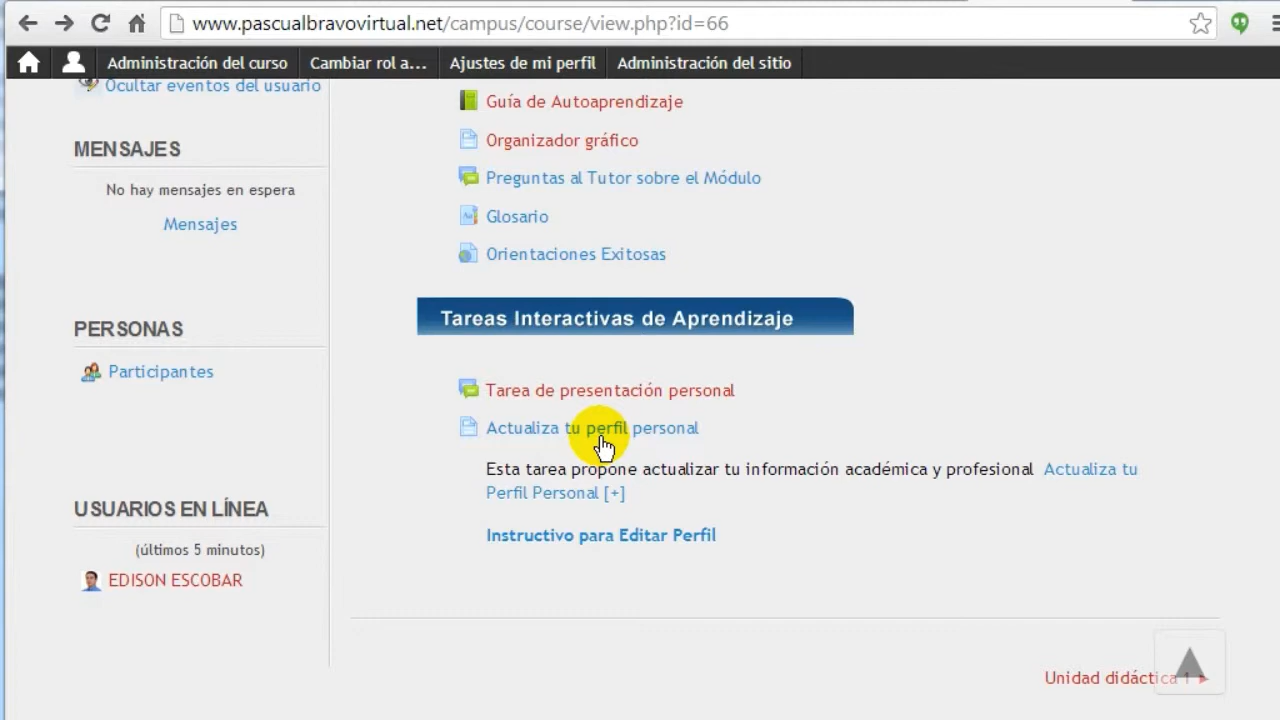 www.pascualbravovirtual.net/campus/course/view.php?id=66
Administración del curso Cambiar rol a... Ajustes de mi perfil Administración del sitio
Ocultar eventos del usuario
MENSAJES
No hay mensajes en espera
Mensajes
PERSONAS
Participantes
USUARIOS EN LÍNEA
(últimos 5 minutos)
EDISON ESCOBAR
Guía de Autoaprendizaje
Organizador gráfico
Preguntas al Tutor sobre el Módulo
Glosario
Orientaciones Exitosas
Tareas Interactivas de Aprendizaje
Tarea de presentación personal
Actualiza tu perfil personal
Esta tarea propone actualizar tu información académica y profesional Actualiza tu
Perfil Personal [+]
Instructivo para Editar Perfil
Unidad didáctica 1